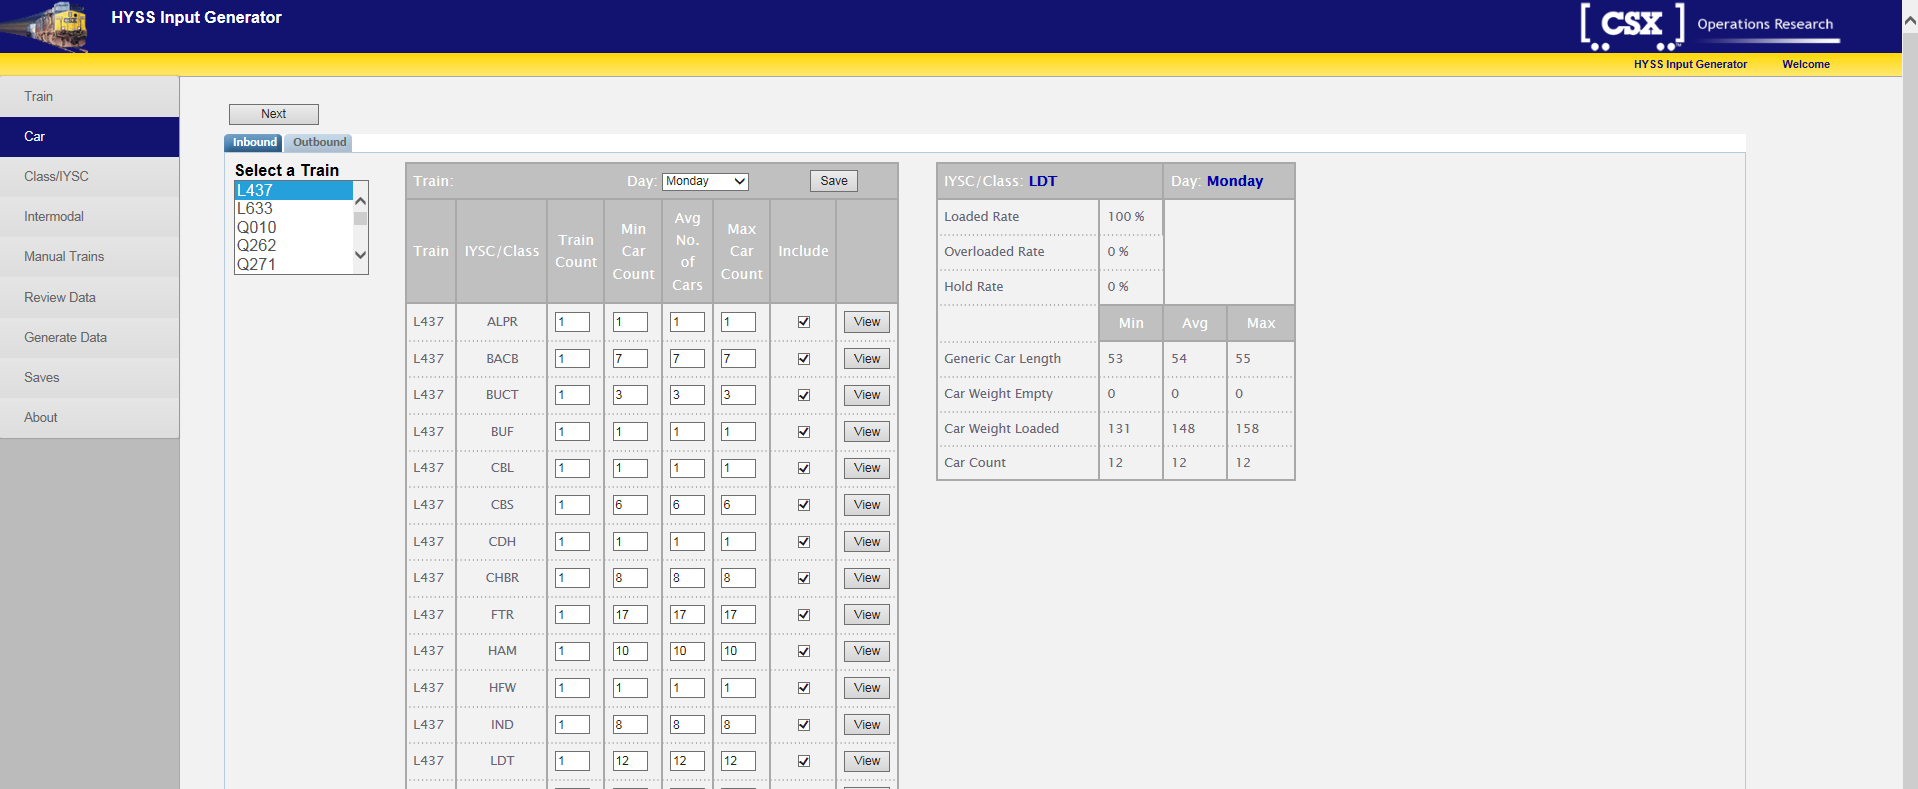 HYSS Input Generator
CSX Operations Research
HYSS Input Generator Welcome
Train
Car
Class/IYSC
Intermodal
Manual Trains
Review Data
Generate Data
Saves
About
Next
Inbound Outbound
Select a Train
L437
L633
Q010
Q262
Q271
Train: Day: Monday Save
Train IYSC/Class Train Count Min Car Count Avg No. of Cars Max Car Count Include
L437 ALPR 1 1 1 1 View
L437 BACB 1 7 7 7 View
L437 BUCT 1 3 3 3 View
L437 BUF 1 1 1 1 View
L437 CBL 1 1 1 1 View
L437 CBS 1 6 6 6 View
L437 CDH 1 1 1 1 View
L437 CHBR 1 8 8 8 View
L437 FTR 1 17 17 17 View
L437 HAM 1 10 10 10 View
L437 HFW 1 1 1 1 View
L437 IND 1 8 8 8 View
L437 LDT 1 12 12 12 View
IYSC/Class: LDT Day: Monday
Loaded Rate 100 %
Overloaded Rate 0 %
Hold Rate 0 %
Min Avg Max
Generic Car Length 53 54 55
Car Weight Empty 0 0 0
Car Weight Loaded 131 148 158
Car Count 12 12 12